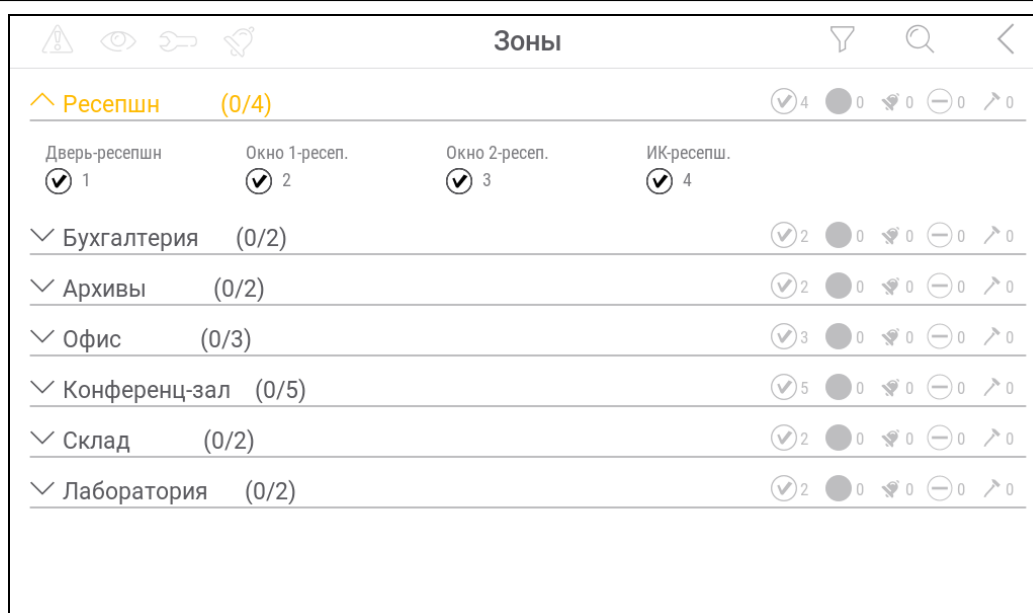 Зоны
Ресепшн (0/4) 4 0 0 0 0
Дверь-ресепшн Окно 1-ресеп. Окно 2-ресеп. ИК-ресепш.
1 2 3 4
Бухгалтерия (0/2) 2 0 0 0 0
Архивы (0/2) 2 0 0 0 0
Офис (0/3) 3 0 0 0 0
Конференц-зал (0/5) 5 0 0 0 0
Склад (0/2) 2 0 0 0 0
Лаборатория (0/2) 2 0 0 0 0